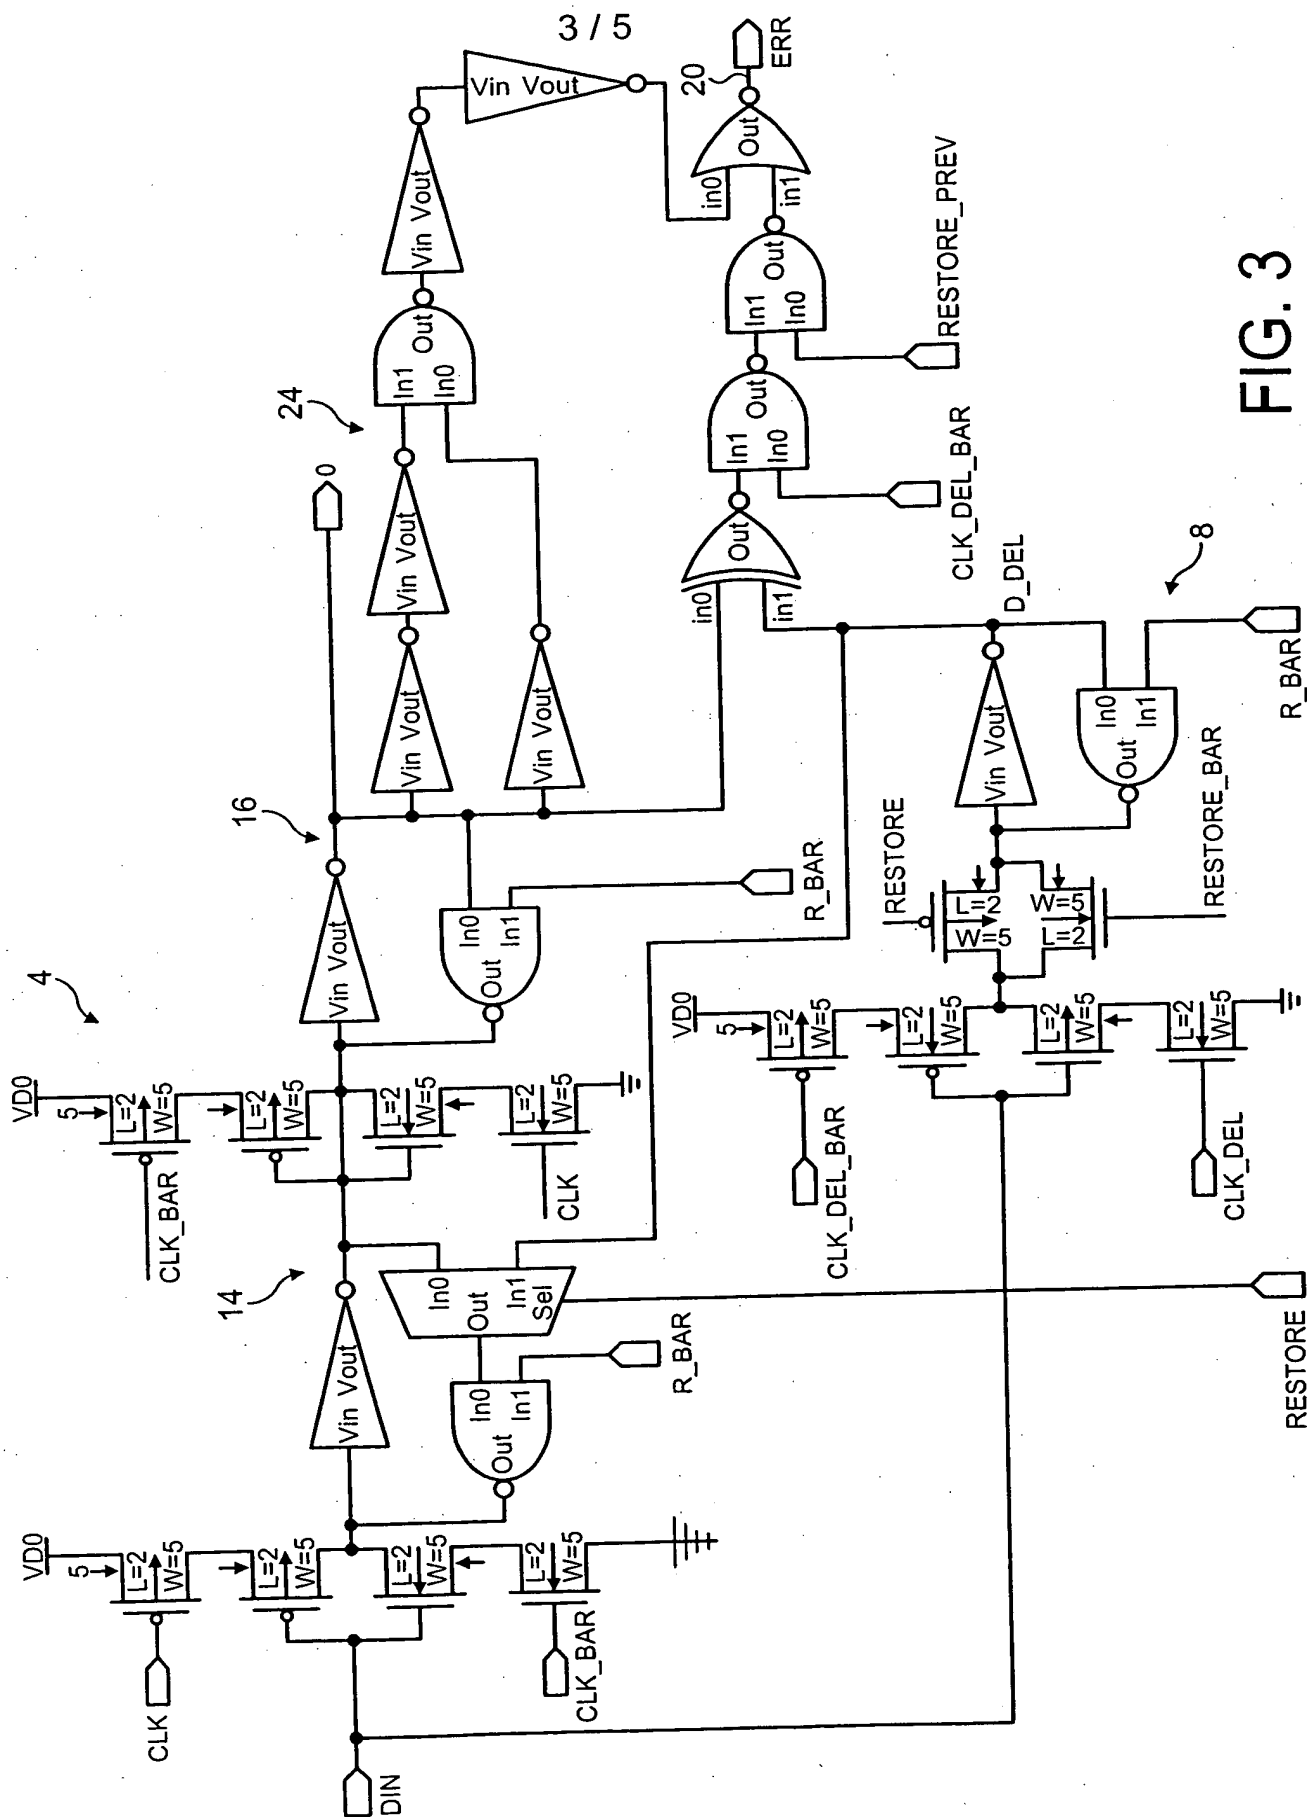 3 / 5
VD0
5
L=2
W=5
CLK
L=2
W=5
L=2
W=5
L=2
W=5
CLK_BAR
DIN
Vin Vout
14
In0
In1
Out
Sel
In0
In1
Out
R_BAR
RESTORE
4
VD0
5
L=2
W=5
CLK_BAR
L=2
W=5
L=2
W=5
L=2
W=5
CLK
Vin Vout
16
In0
In1
Out
R_BAR
0
Vin Vout
Vin Vout
Vin Vout
24
In1
In0
Out
Vin Vout
Vin Vout
in0
in1
Out
CLK_DEL_BAR
In1
In0
Out
RESTORE_PREV
In1
In0
Out
in0
in1
Out
20
ERR
VD0
5
L=2
W=5
CLK_DEL_BAR
L=2
W=5
L=2
W=5
L=2
W=5
CLK_DEL
RESTORE
L=2
W=5
W=5
L=2
RESTORE_BAR
Vin Vout
D_DEL
In0
In1
Out
8
R_BAR
FIG. 3